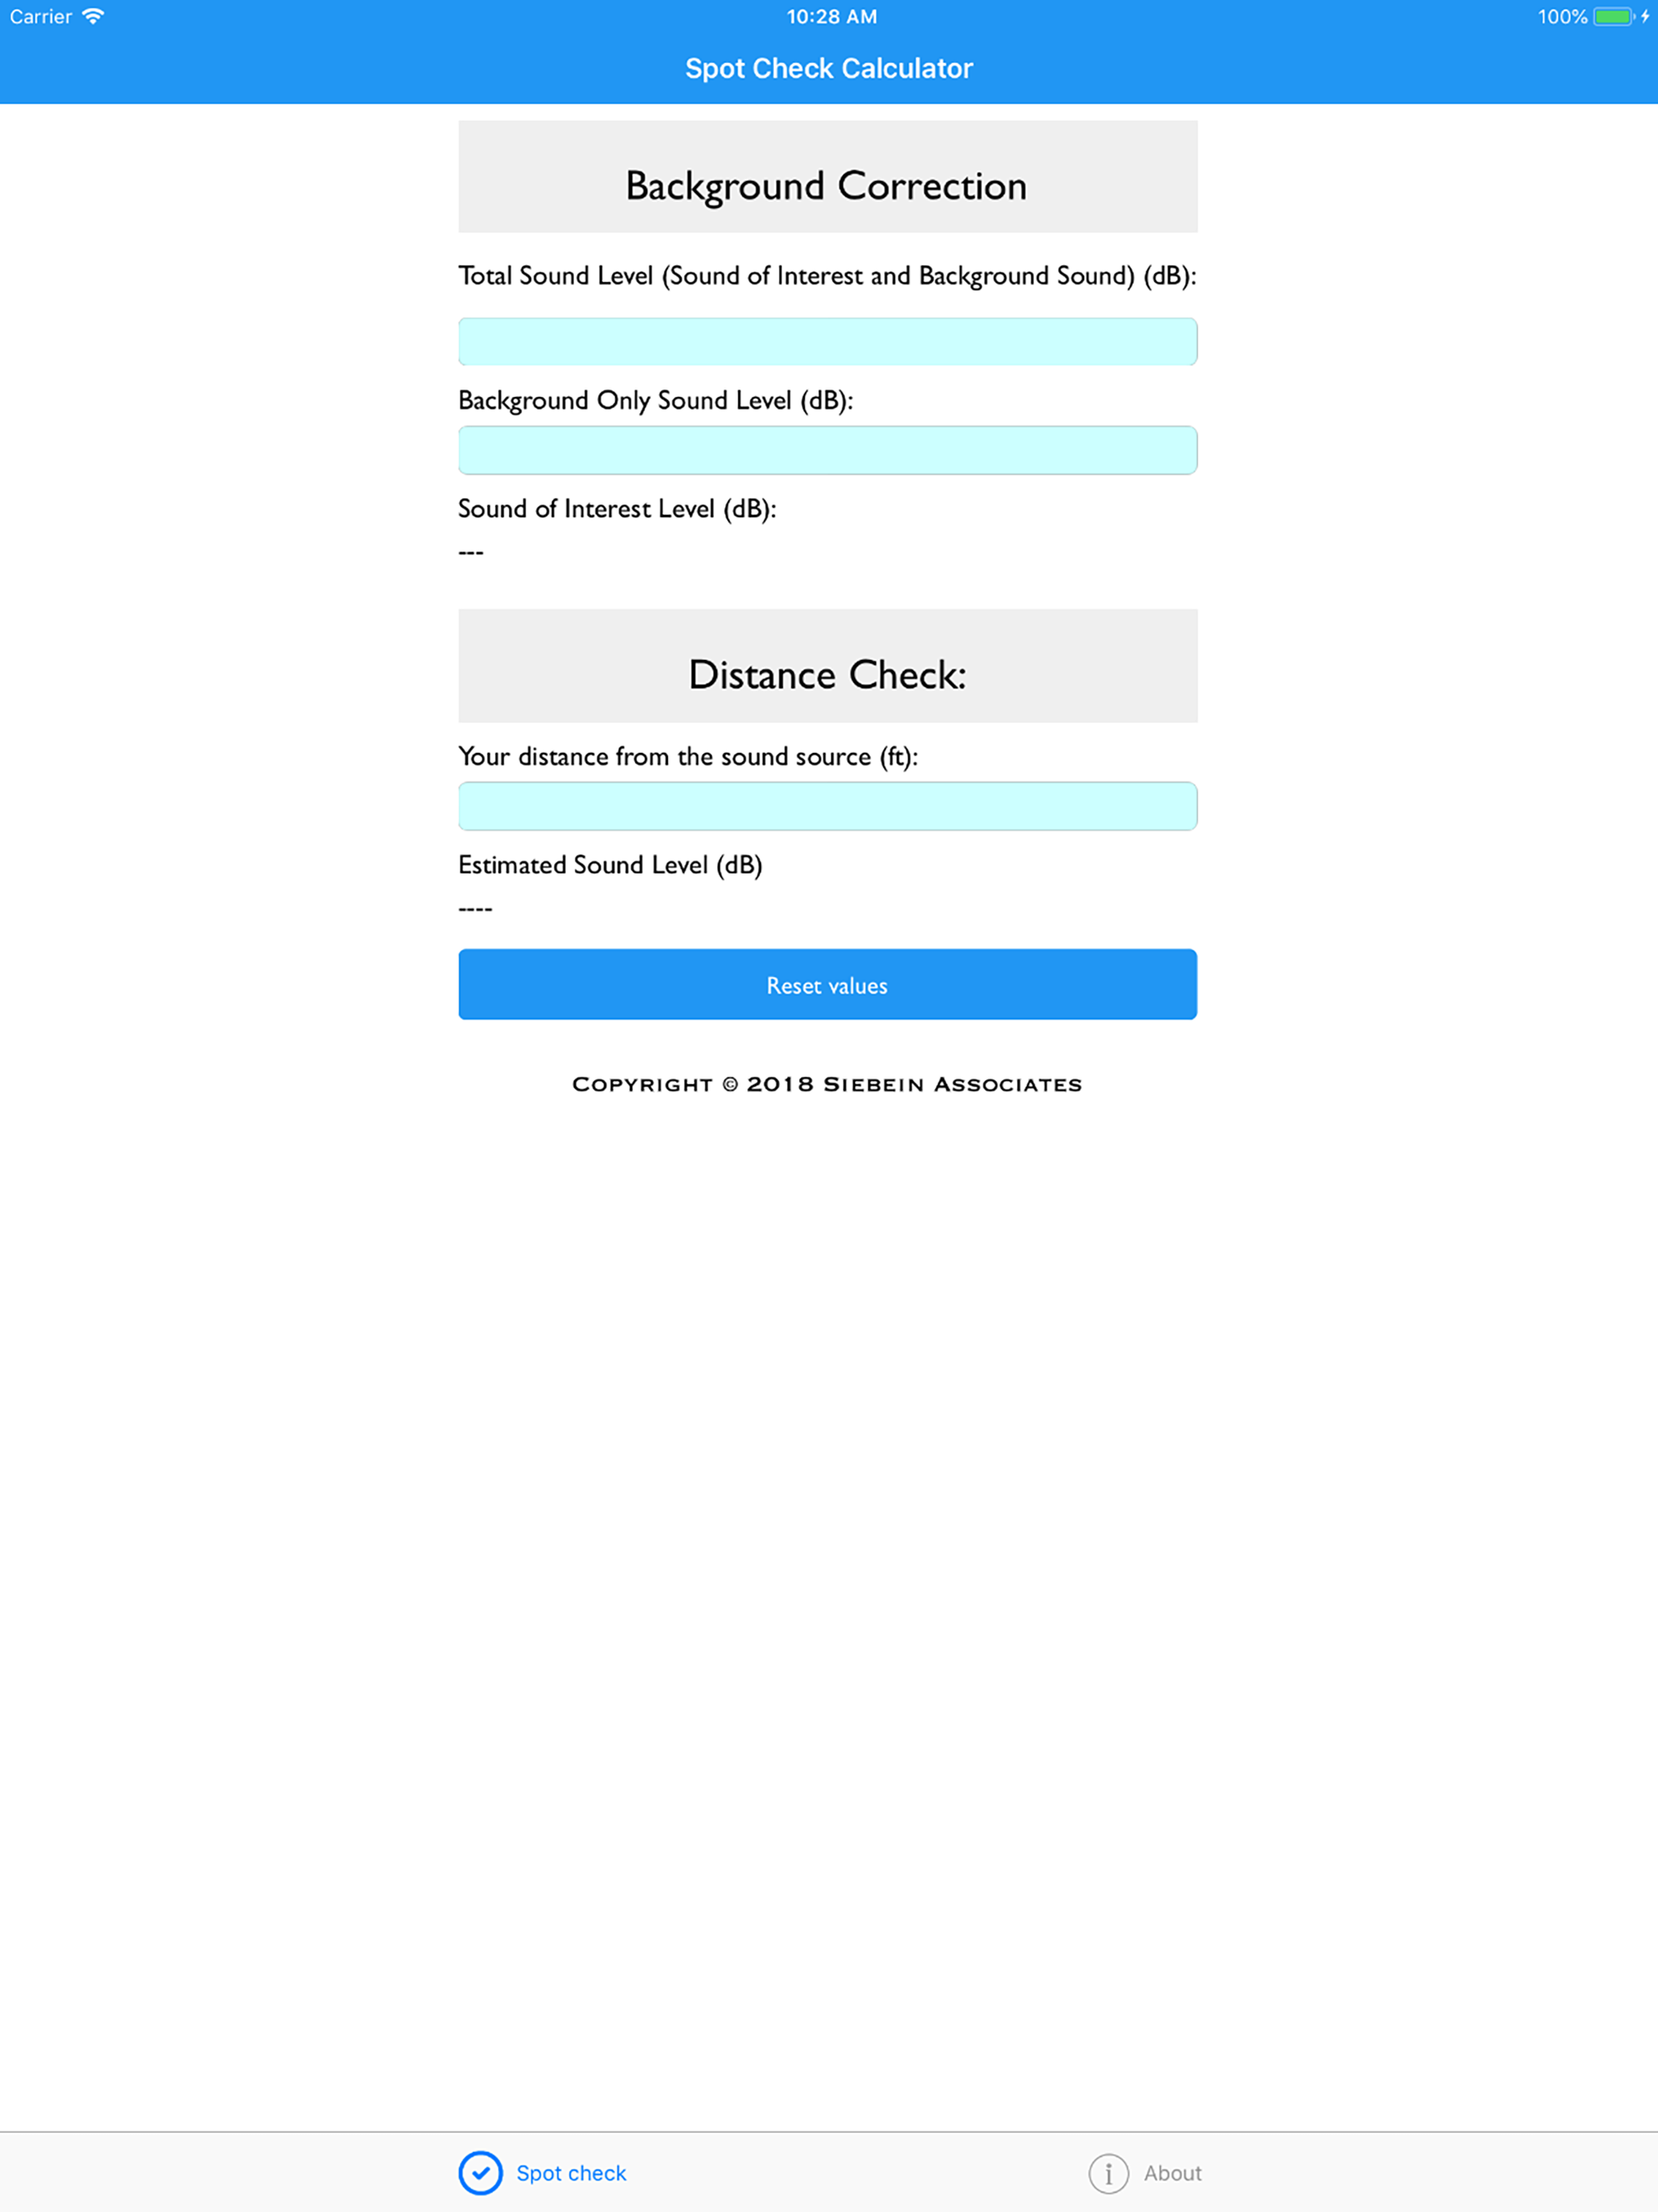 Carrier 10:28 AM 100%
Spot Check Calculator
Background Correction
Total Sound Level (Sound of Interest and Background Sound) (dB):
Background Only Sound Level (dB):
Sound of Interest Level (dB):
---
Distance Check:
Your distance from the sound source (ft):
Estimated Sound Level (dB)
----
Reset values
Copyright © 2018 Siebein Associates
Spot check About